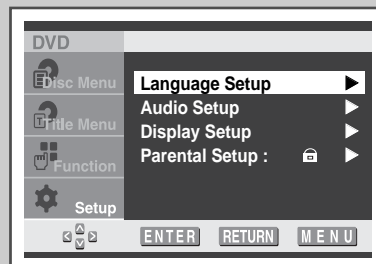 DVD
Disc Menu
Language Setup
Audio Setup
Title Menu
Display Setup
Parental Setup :
Function
Setup
ENTER RETURN MENU